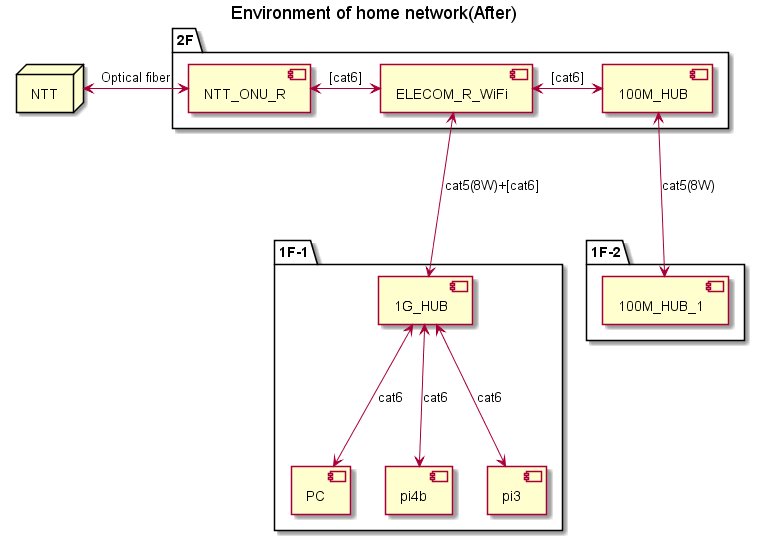 Environment of home network(After)
2F
NTT
Optical fiber
NTT_ONU_R
[cat6]
ELECOM_R_WiFi
[cat6]
100M_HUB
cat5(8W)+[cat6]
cat5(8W)
1F-1
1F-2
1G_HUB
100M_HUB_1
cat6
cat6
cat6
PC
pi4b
pi3